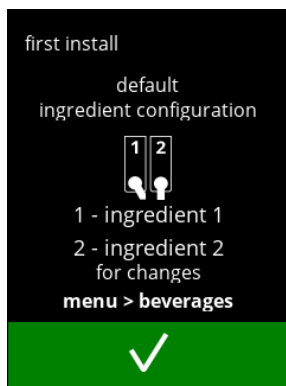 first install
default
ingredient configuration
1 2
1 - ingredient 1
2 - ingredient 2
for changes
menu > beverages